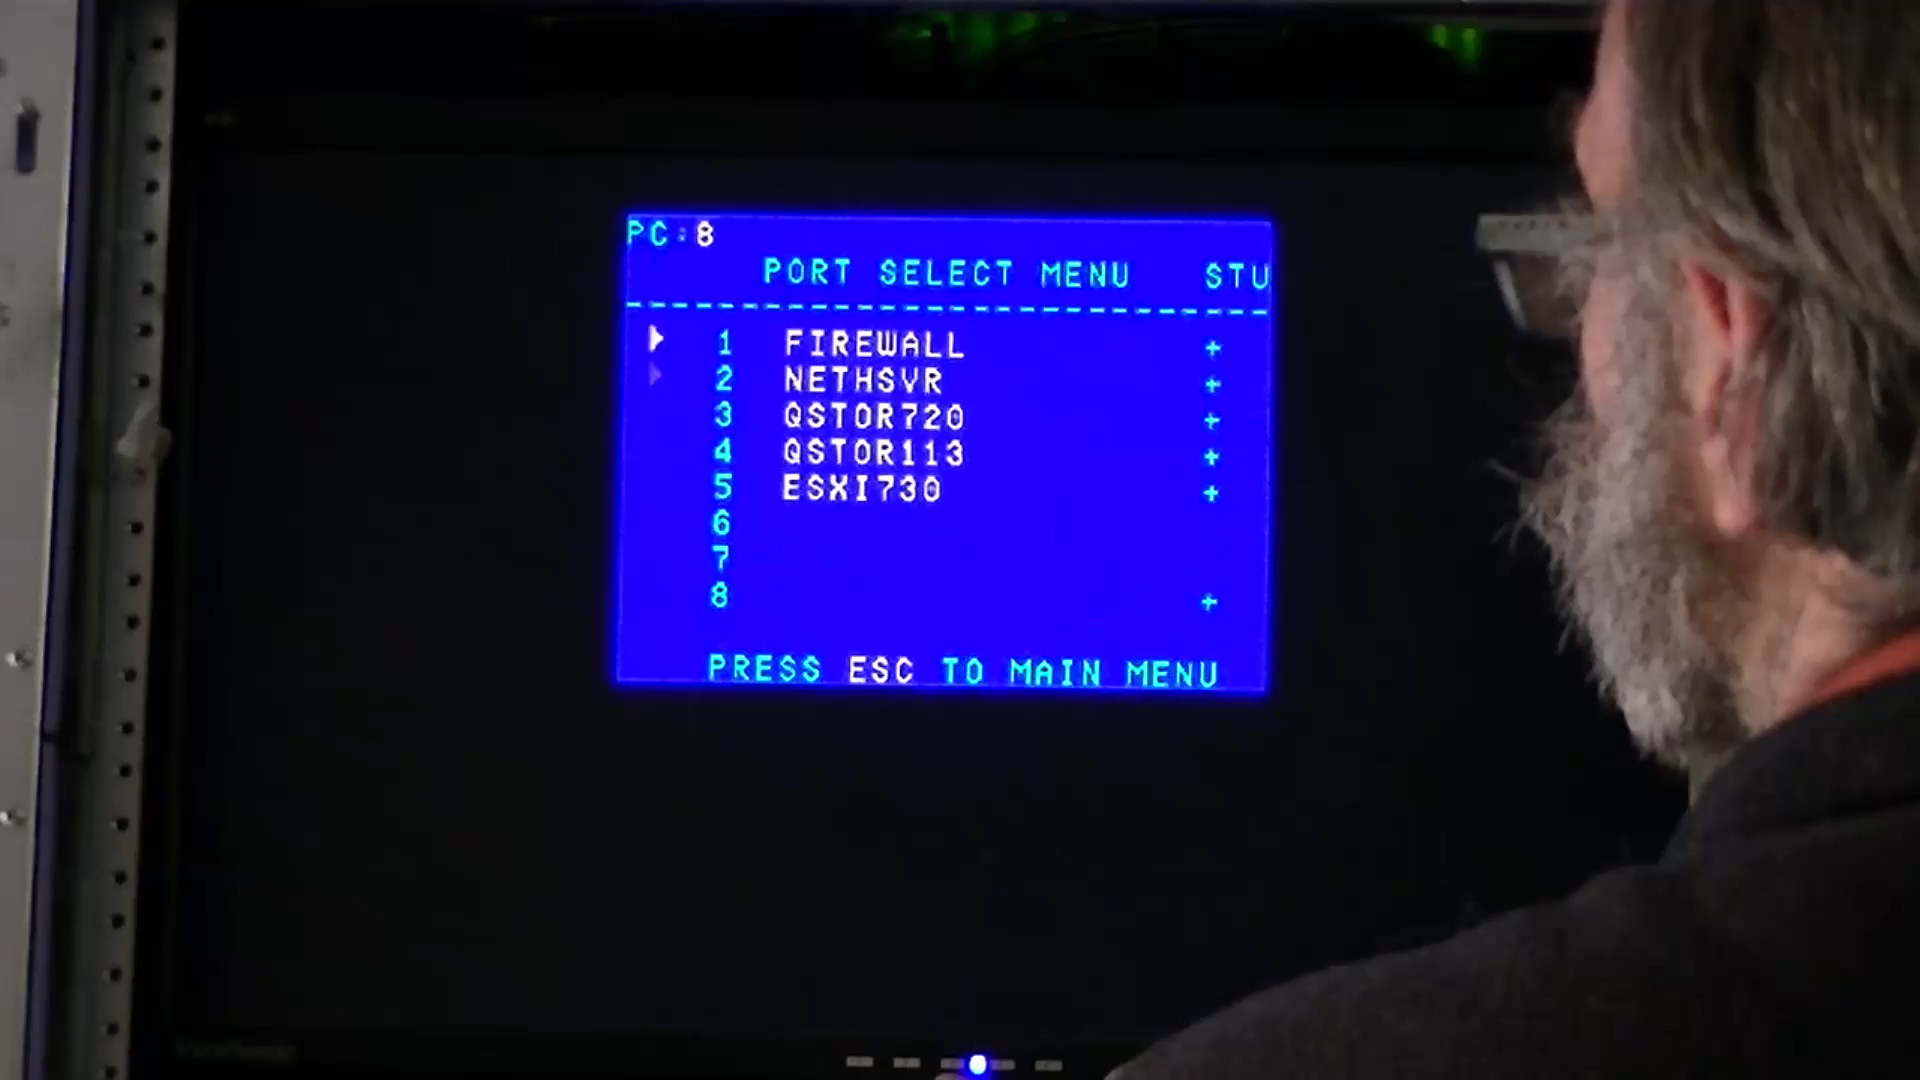 PC:8
PORT SELECT MENU STU
1 FIREWALL +
2 NETHSVR +
3 QSTOR720 +
4 QSTOR113 +
5 ESXI730 +
6
7
8 +
PRESS ESC TO MAIN MENU